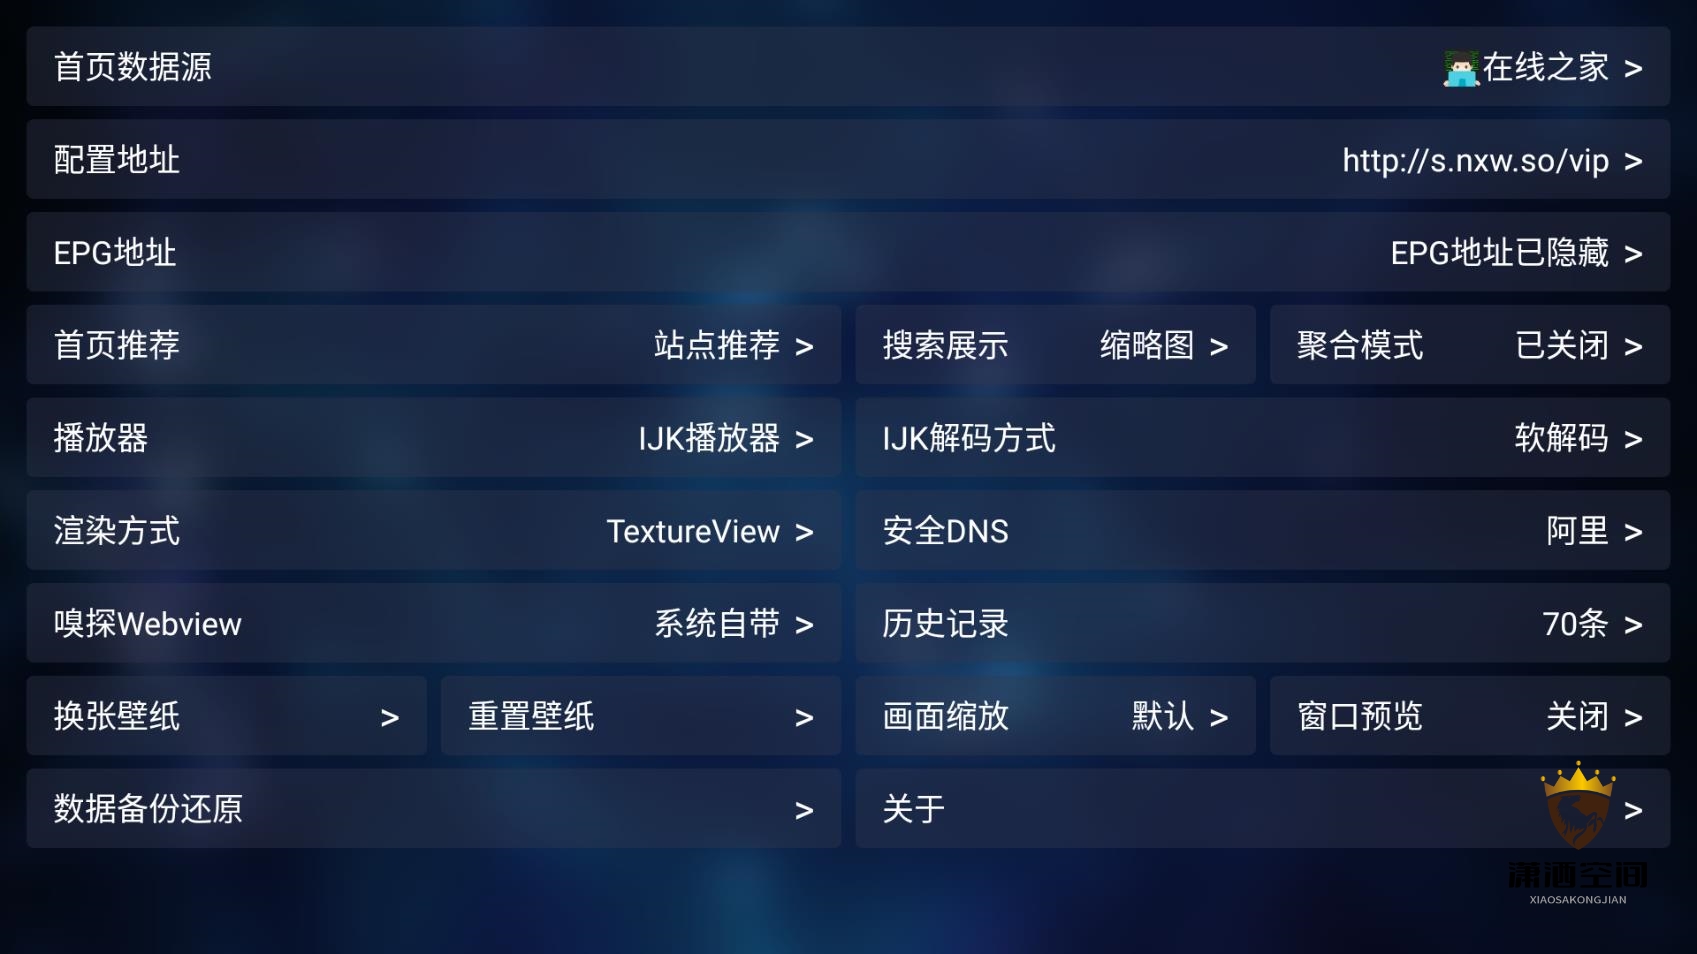 首页数据源 在线之家 >
配置地址 http://s.nxw.so/vip >
EPG地址 EPG地址已隐藏 >
首页推荐 站点推荐 > 搜索展示 缩略图 > 聚合模式 已关闭 >
播放器 IJK播放器 > IJK解码方式 软解码 >
渲染方式 TextureView > 安全DNS 阿里 >
嗅探Webview 系统自带 > 历史记录 70条 >
换张壁纸 > 重置壁纸 > 画面缩放 默认 > 窗口预览 关闭 >
数据备份还原 > 关于 >
潇洒空间
XIAOSAKONGJIAN